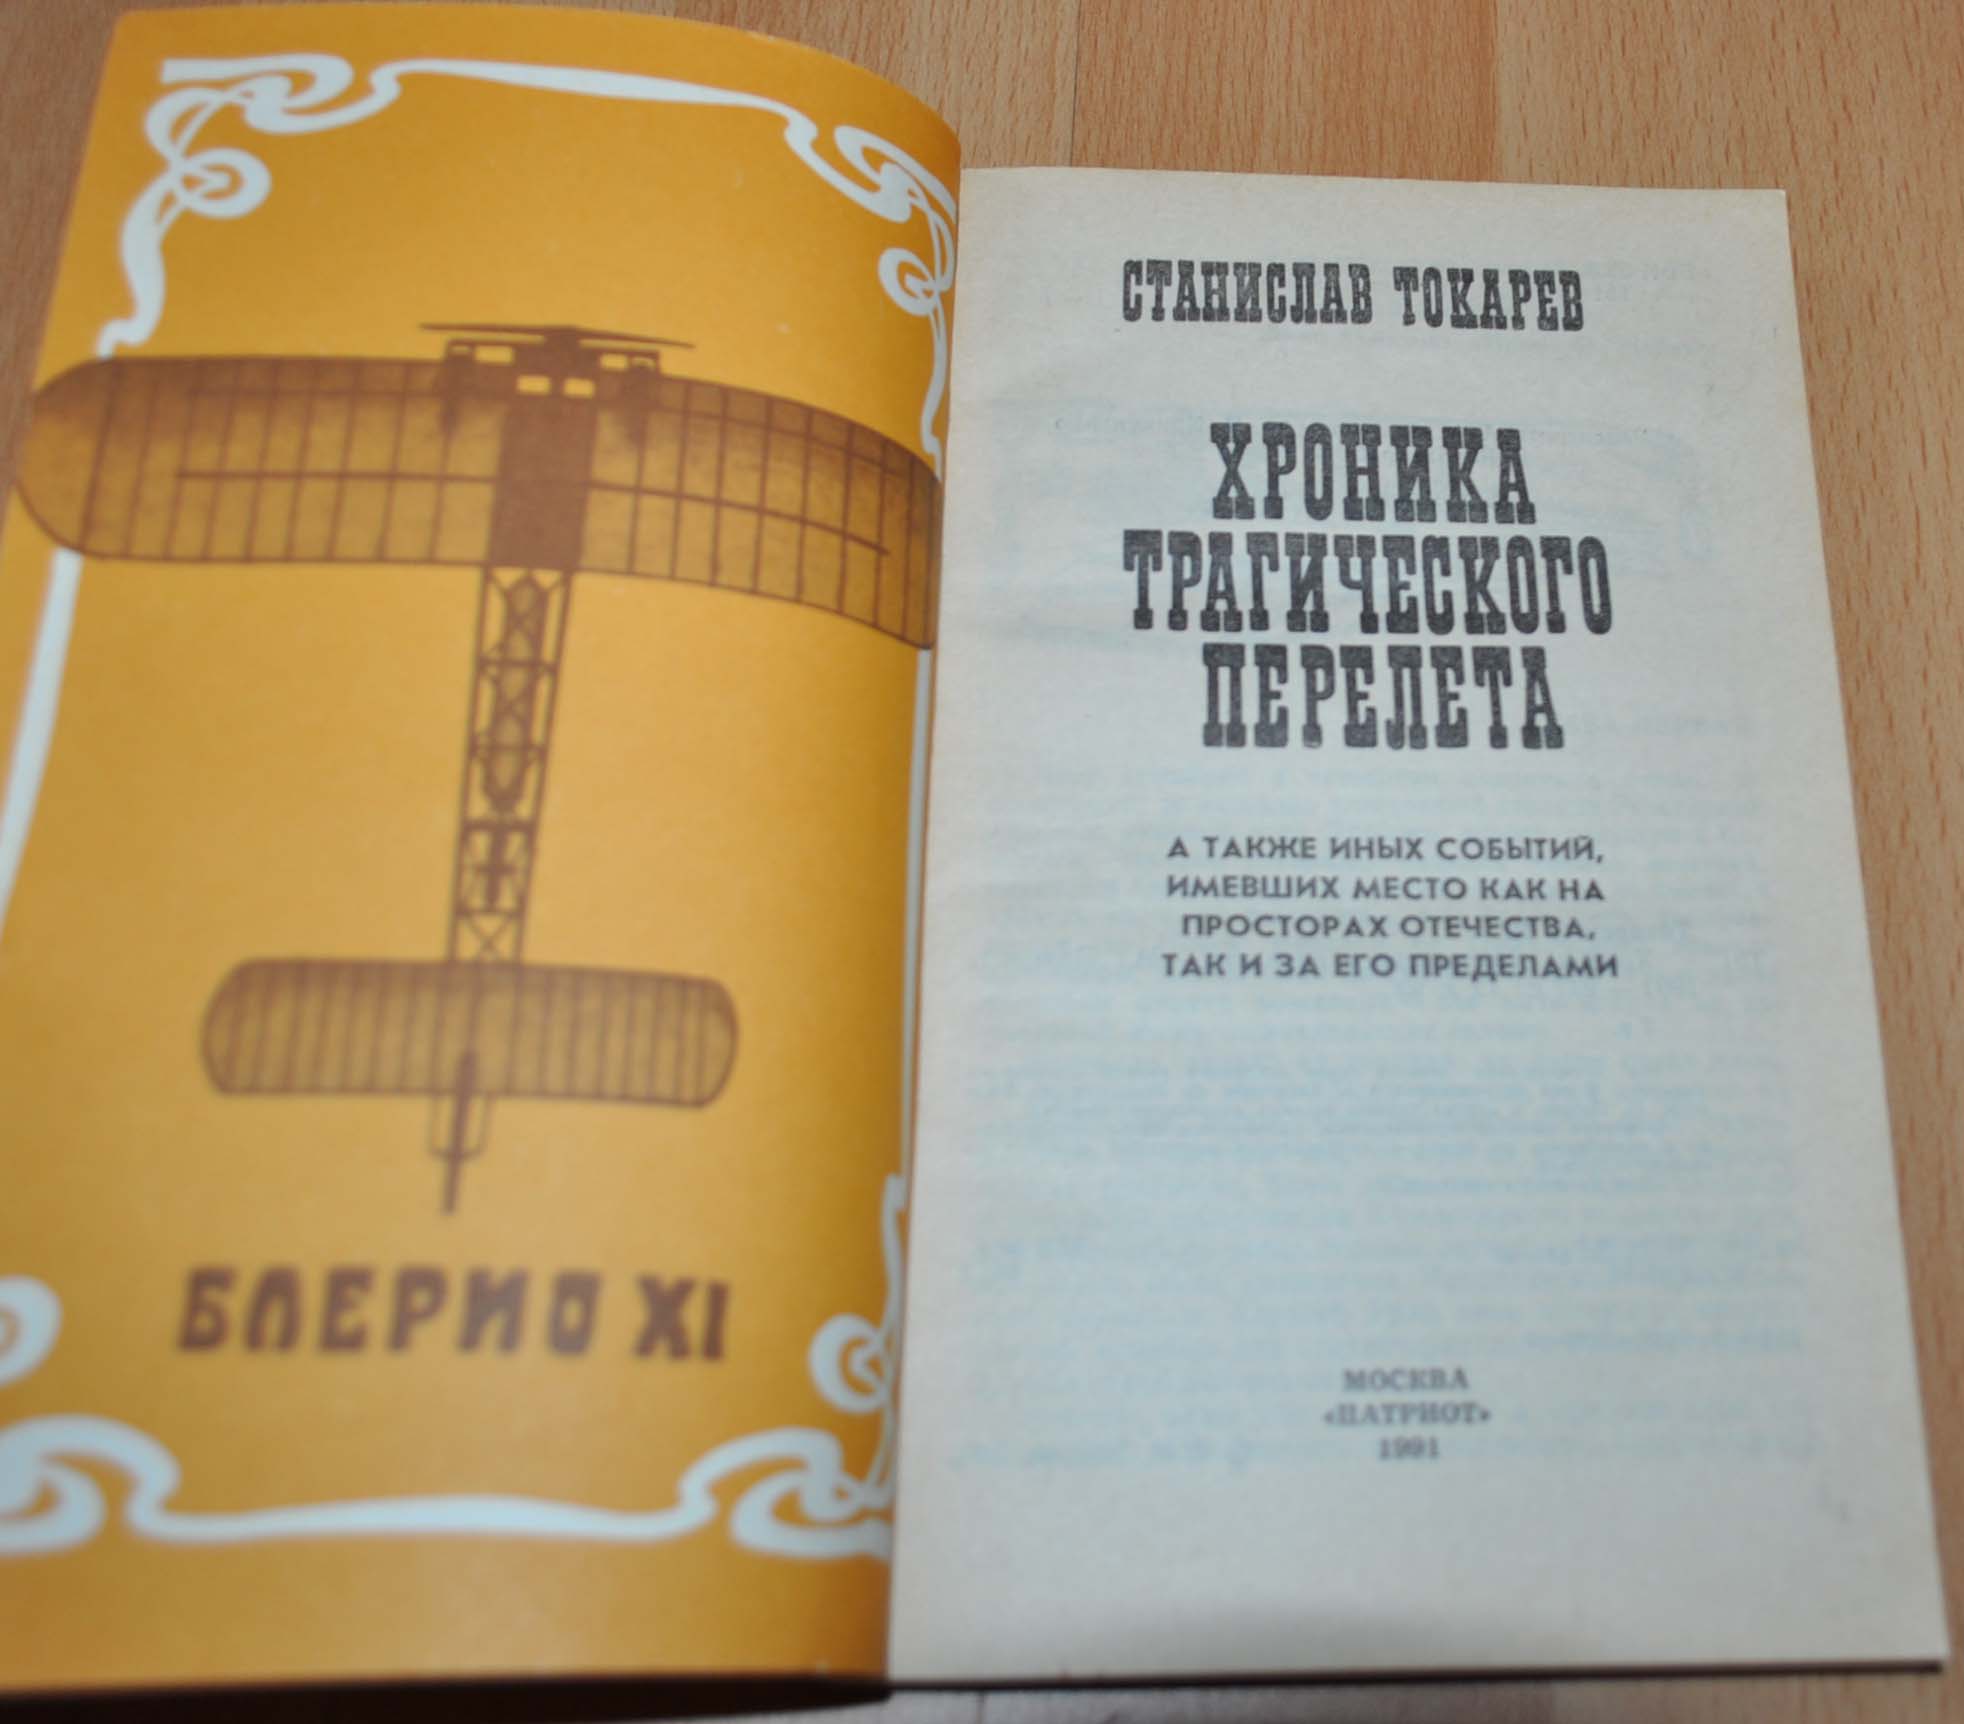 БЛЕРИО XI
СТАНИСЛАВ ТОКАРЕВ
ХРОНИКА
ТРАГИЧЕСКОГО
ПЕРЕЛЕТА
А ТАКЖЕ ИНЫХ СОБЫТИЙ,
ИМЕВШИХ МЕСТО КАК НА
ПРОСТОРАХ ОТЕЧЕСТВА,
ТАК И ЗА ЕГО ПРЕДЕЛАМИ
МОСКВА
«ПАТРИОТ»
1991